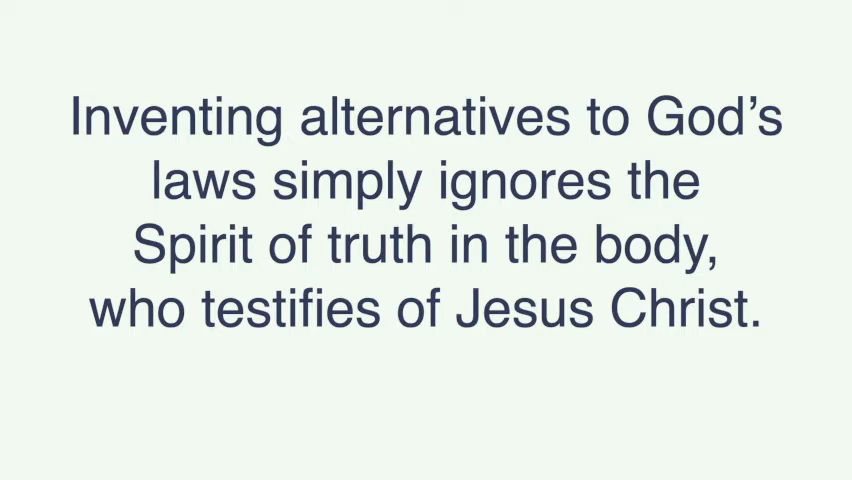 Inventing alternatives to God’s
laws simply ignores the
Spirit of truth in the body,
who testifies of Jesus Christ.